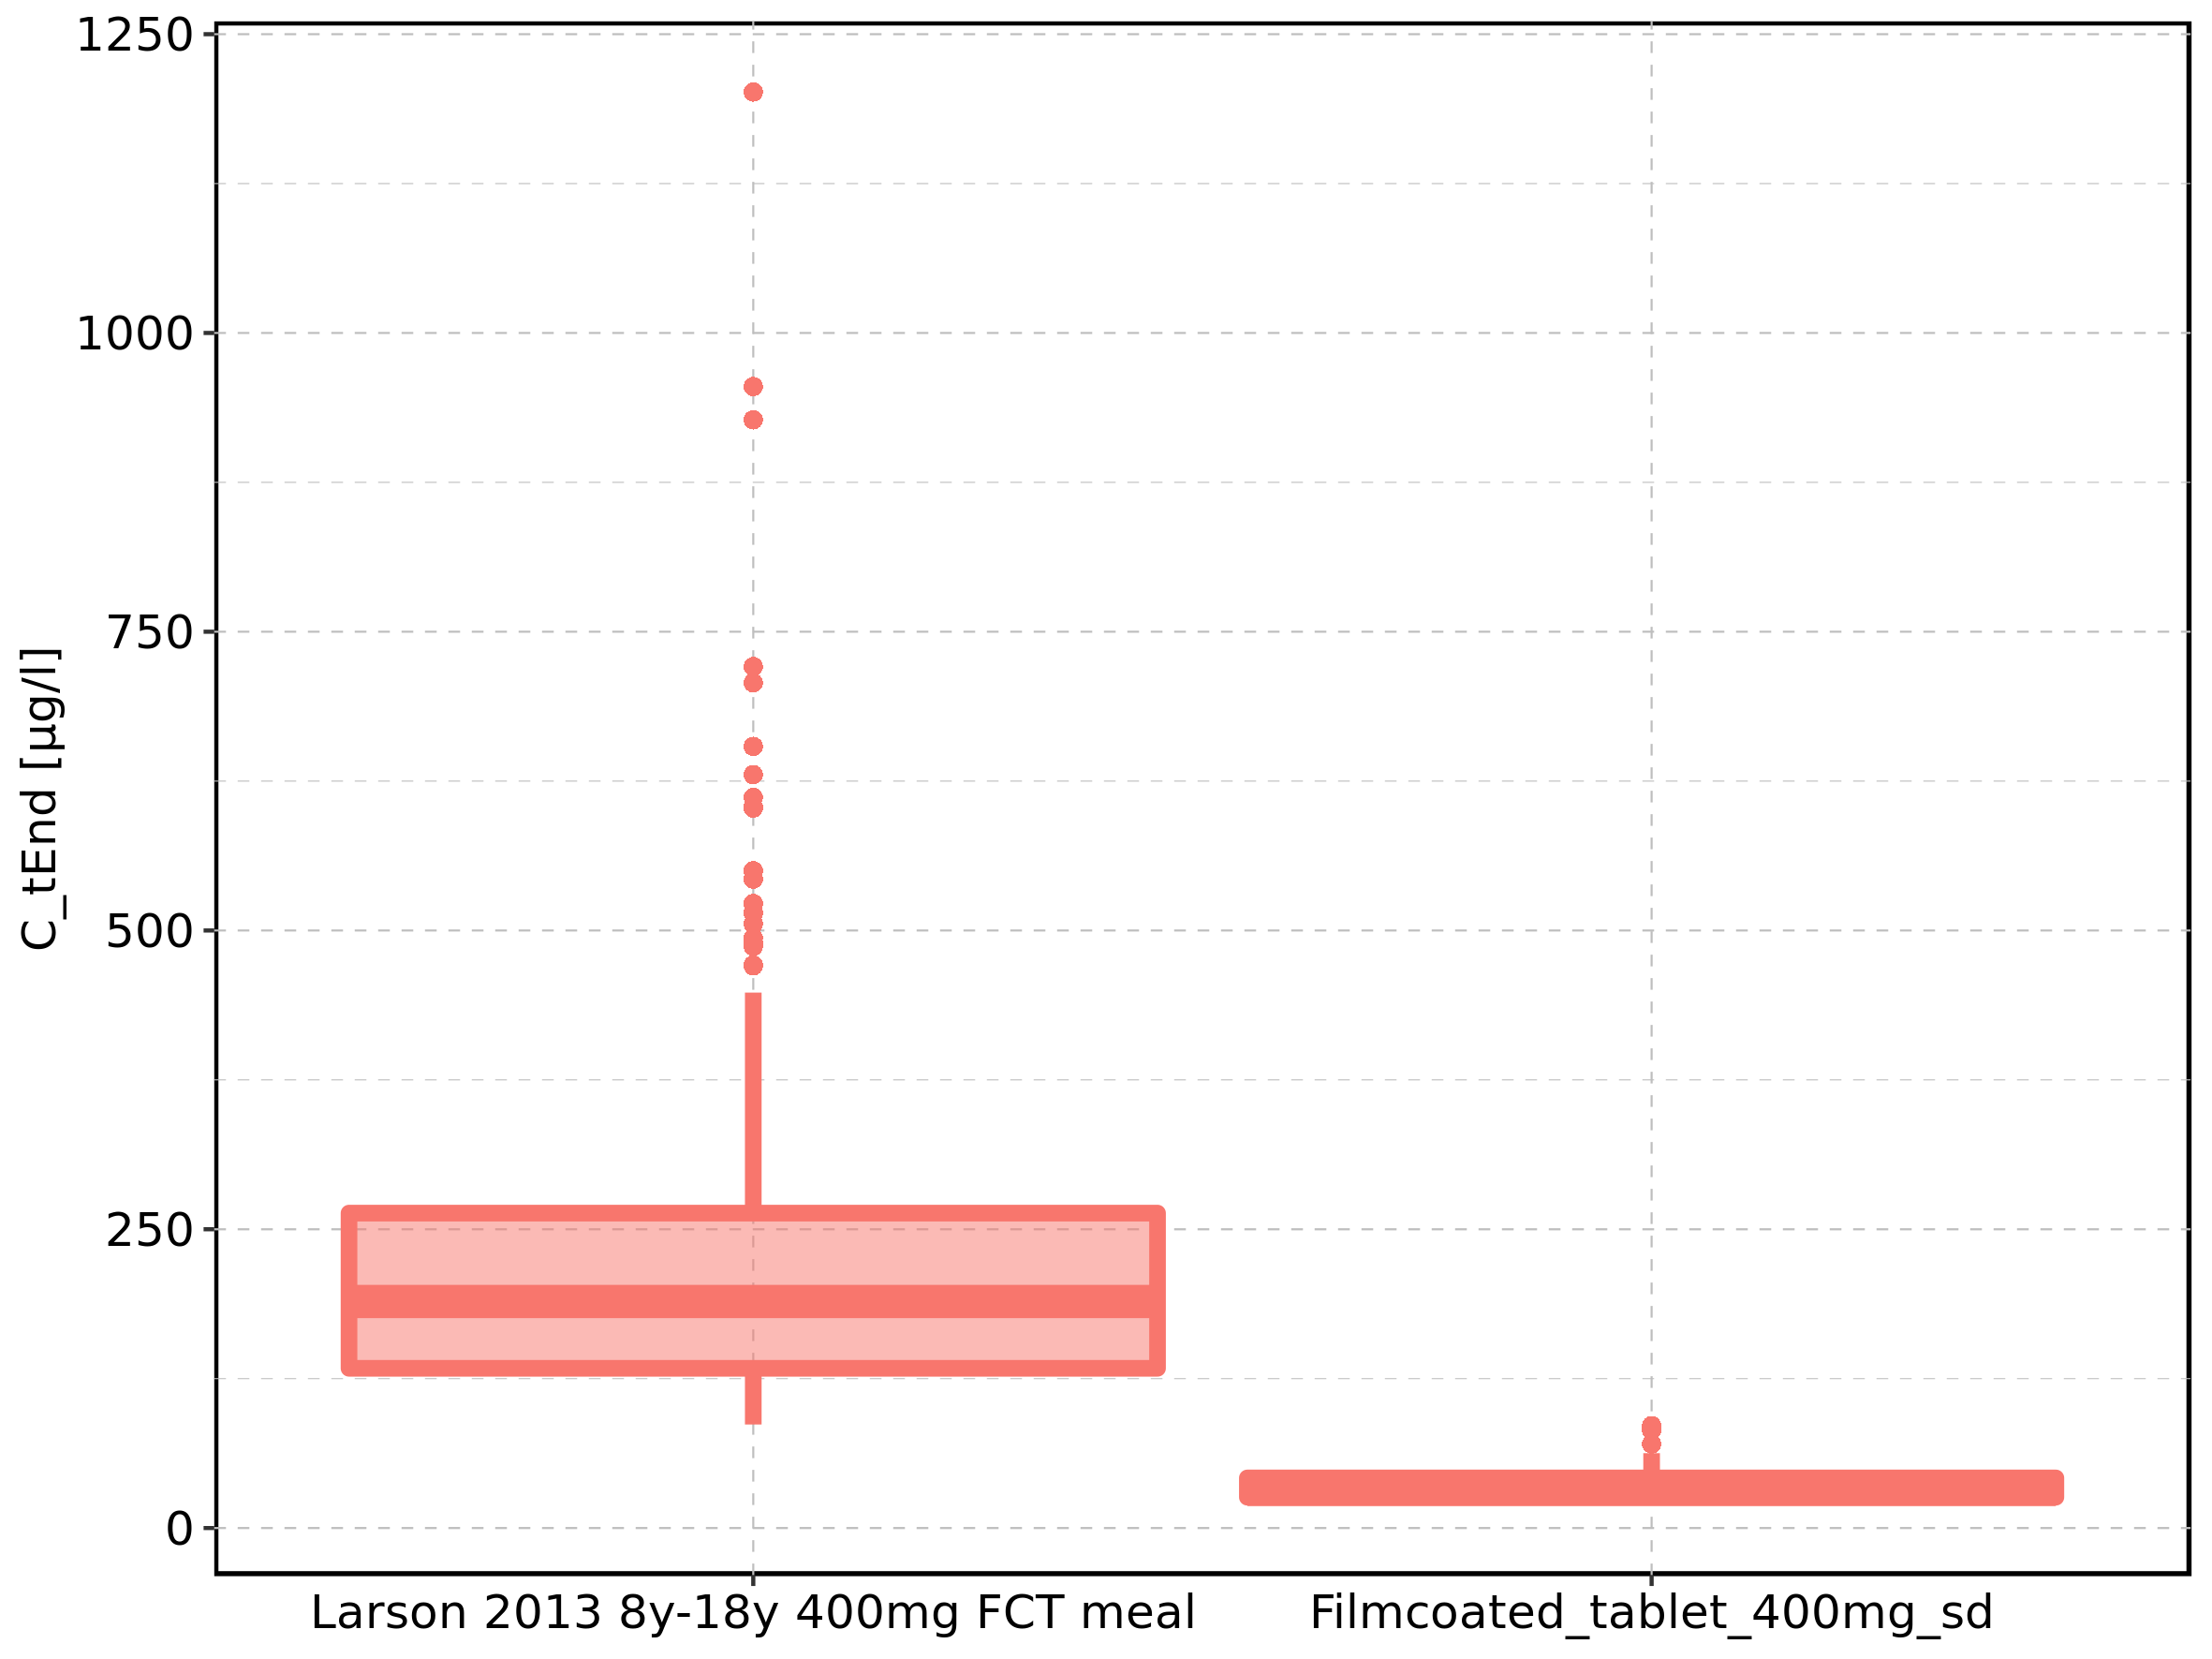 1250
1000
750
500
250
0
C_tEnd [µg/l]
Larson 2013 8y-18y 400mg FCT meal
Filmcoated_tablet_400mg_sd